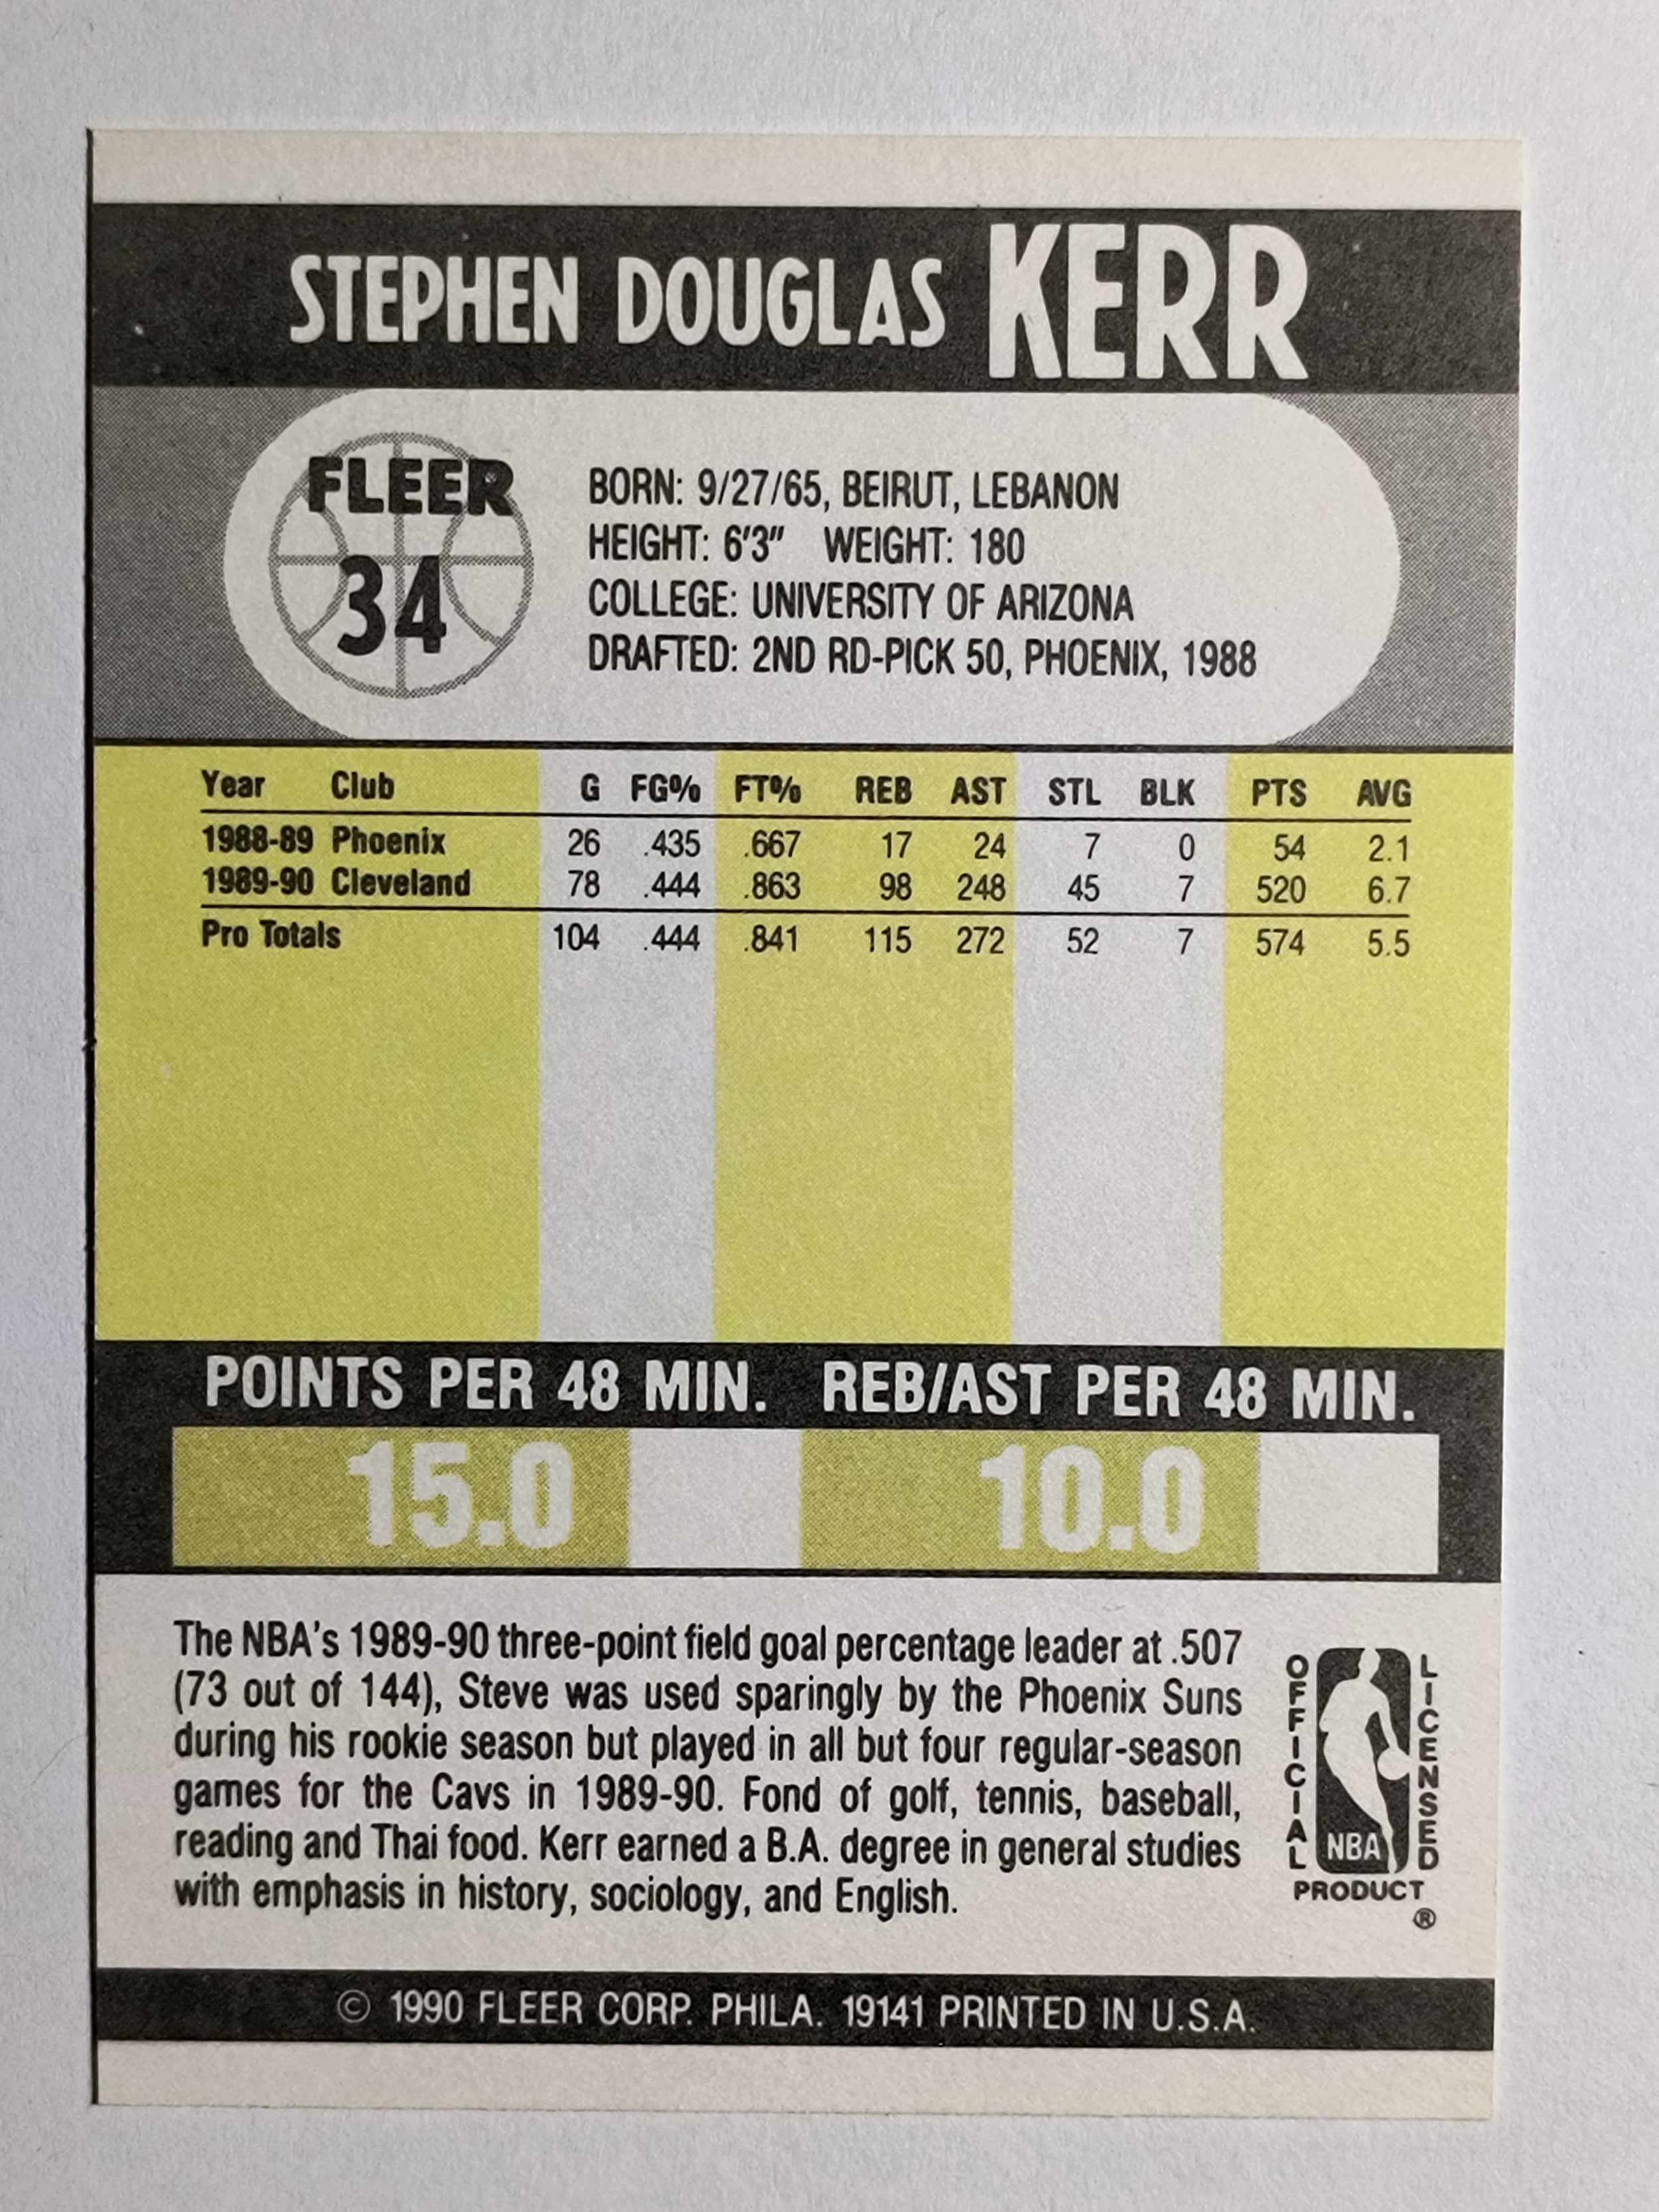 STEPHEN DOUGLAS KERR
FLEER
34
BORN: 9/27/65, BEIRUT, LEBANON
HEIGHT: 6'3" WEIGHT: 180
COLLEGE: UNIVERSITY OF ARIZONA
DRAFTED: 2ND RD-PICK 50, PHOENIX, 1988
Year Club G FG% FT% REB AST STL BLK PTS AVG
1988-89 Phoenix 26 .435 .667 17 24 7 0 54 2.1
1989-90 Cleveland 78 .444 .863 98 248 45 7 520 6.7
Pro Totals 104 .444 .841 115 272 52 7 574 5.5
POINTS PER 48 MIN. REB/AST PER 48 MIN.
15.0 10.0
The NBA's 1989-90 three-point field goal percentage leader at .507
(73 out of 144), Steve was used sparingly by the Phoenix Suns
during his rookie season but played in all but four regular-season
games for the Cavs in 1989-90. Fond of golf, tennis, baseball,
reading and Thai food. Kerr earned a B.A. degree in general studies
with emphasis in history, sociology, and English.
OFFICIAL
LICENSED
NBA
PRODUCT
®
© 1990 FLEER CORP. PHILA. 19141 PRINTED IN U.S.A.